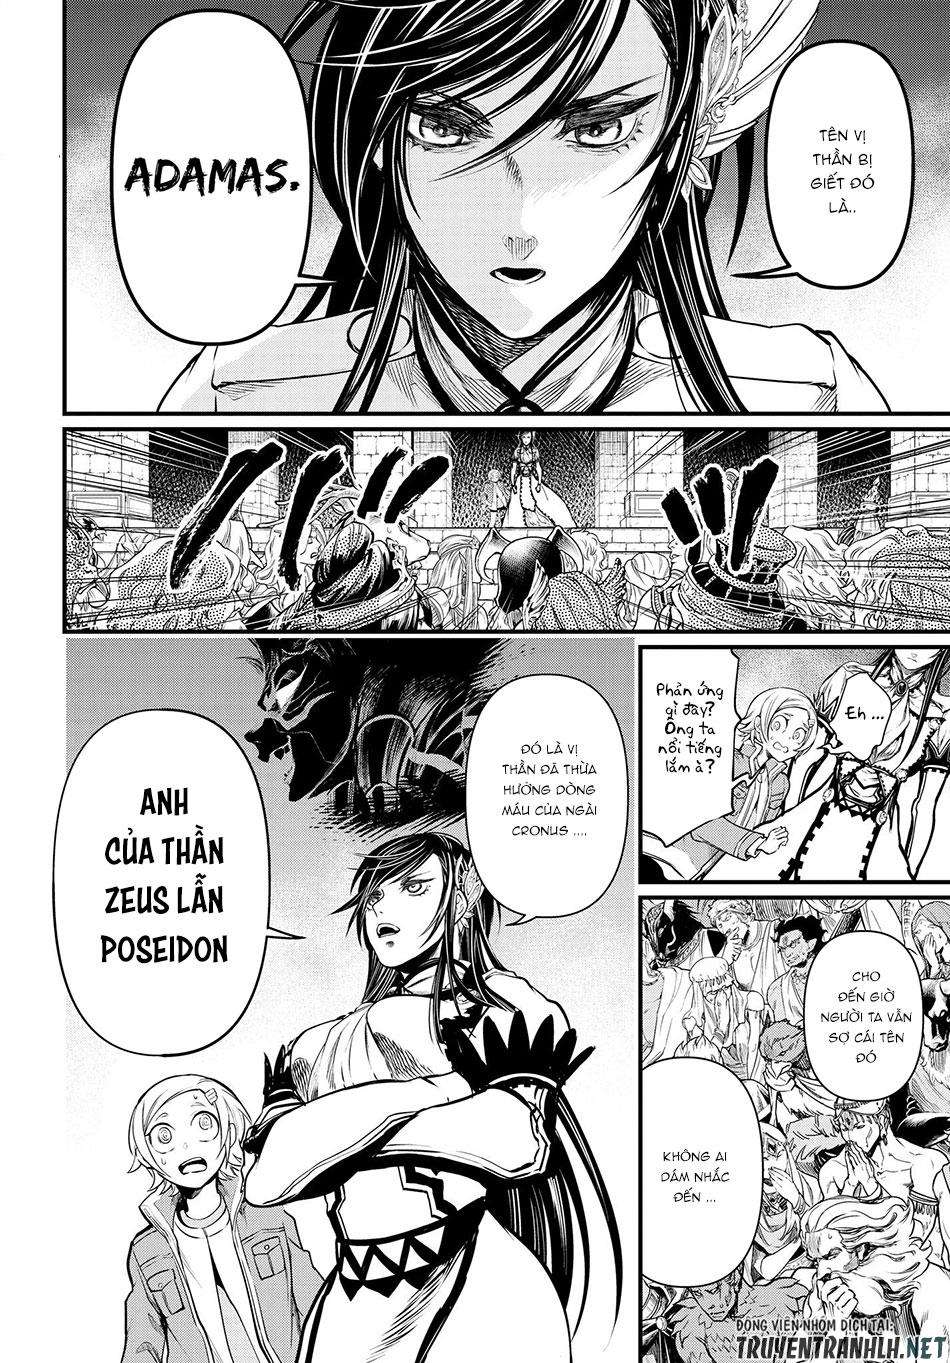 TÊN VỊ
THẦN BỊ
GIẾT ĐÓ
LÀ..
ADAMAS.
Eh ...
Phản ứng
gì đây?
Ông ta
nổi tiếng
lắm à?
CHO
ĐẾN GIỜ
NGƯỜI TA VẪN
SỢ CÁI TÊN
ĐÓ
KHÔNG AI
DÁM NHẮC
ĐẾN ...
ĐÓ LÀ VỊ
THẦN ĐÃ THỪA
HƯỞNG DÒNG
MÁU CỦA NGÀI
CRONUS ....
ANH
CỦA THẦN
ZEUS LẪN
POSEIDON
ĐỘNG VIÊN NHÓM DỊCH TẠI:
TRUYENTRANHLH.NET